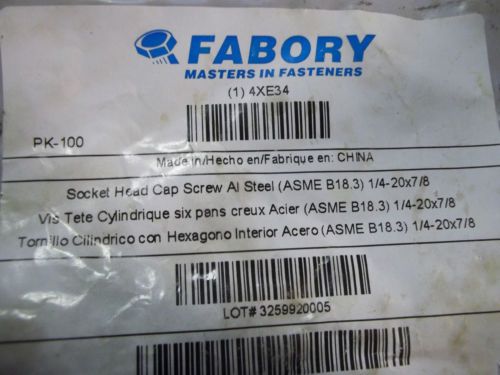 FABORY
MASTERS IN FASTENERS
(1) 4XE34
PK-100
Made in/Hecho en/Fabrique en: CHINA
Socket Head Cap Screw Al Steel (ASME B18.3) 1/4-20x7/8
Vis Tete Cylindrique six pans creux Acier (ASME B18.3) 1/4-20x7/8
Tornillo Cilindrico con Hexagono Interior Acero (ASME B18.3) 1/4-20x7/8
LOT# 3259920005